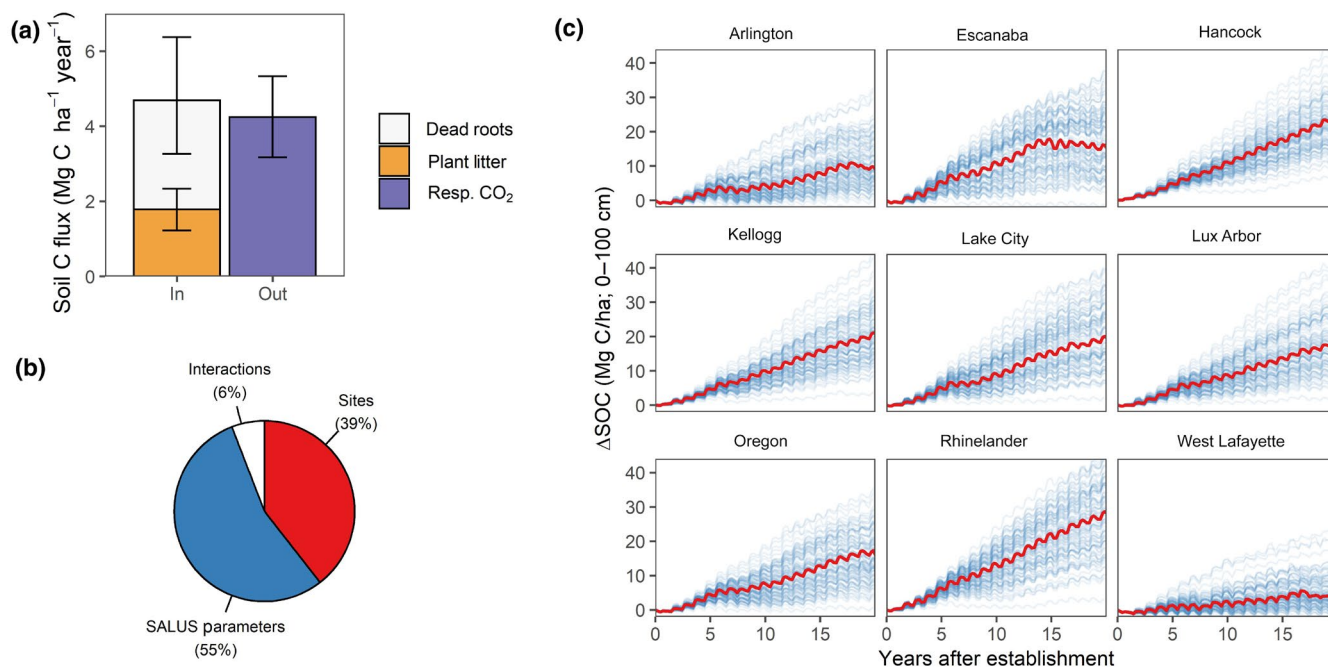 (a)
Soil C flux (Mg C ha⁻¹ year⁻¹)
6
4
2
0
In
Out
Dead roots
Plant litter
Resp. CO₂
(b)
Interactions
(6%)
Sites
(39%)
SALUS parameters
(55%)
(c)
ΔSOC (Mg C/ha; 0–100 cm)
Arlington
Escanaba
Hancock
40
30
20
10
0
Kellogg
Lake City
Lux Arbor
40
30
20
10
0
Oregon
Rhinelander
West Lafayette
40
30
20
10
0
0 5 10 15 0 5 10 15 0 5 10 15
Years after establishment